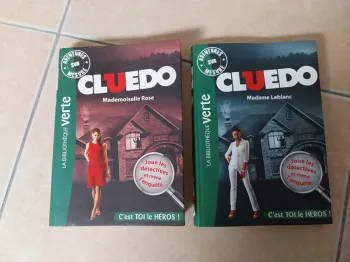 AVENTURES
SUR
MESURE
CLUEDO
Mademoiselle Rose
LA BIBLIOTHÈQUE verte
Joue les
détectives
et mène
l'enquête
C'est TOI le HÉROS !
AVENTURES
SUR
MESURE
CLUEDO
Madame Leblanc
LA BIBLIOTHÈQUE verte
Joue les
détectives
et mène
l'enquête
C'est TOI le HÉROS !